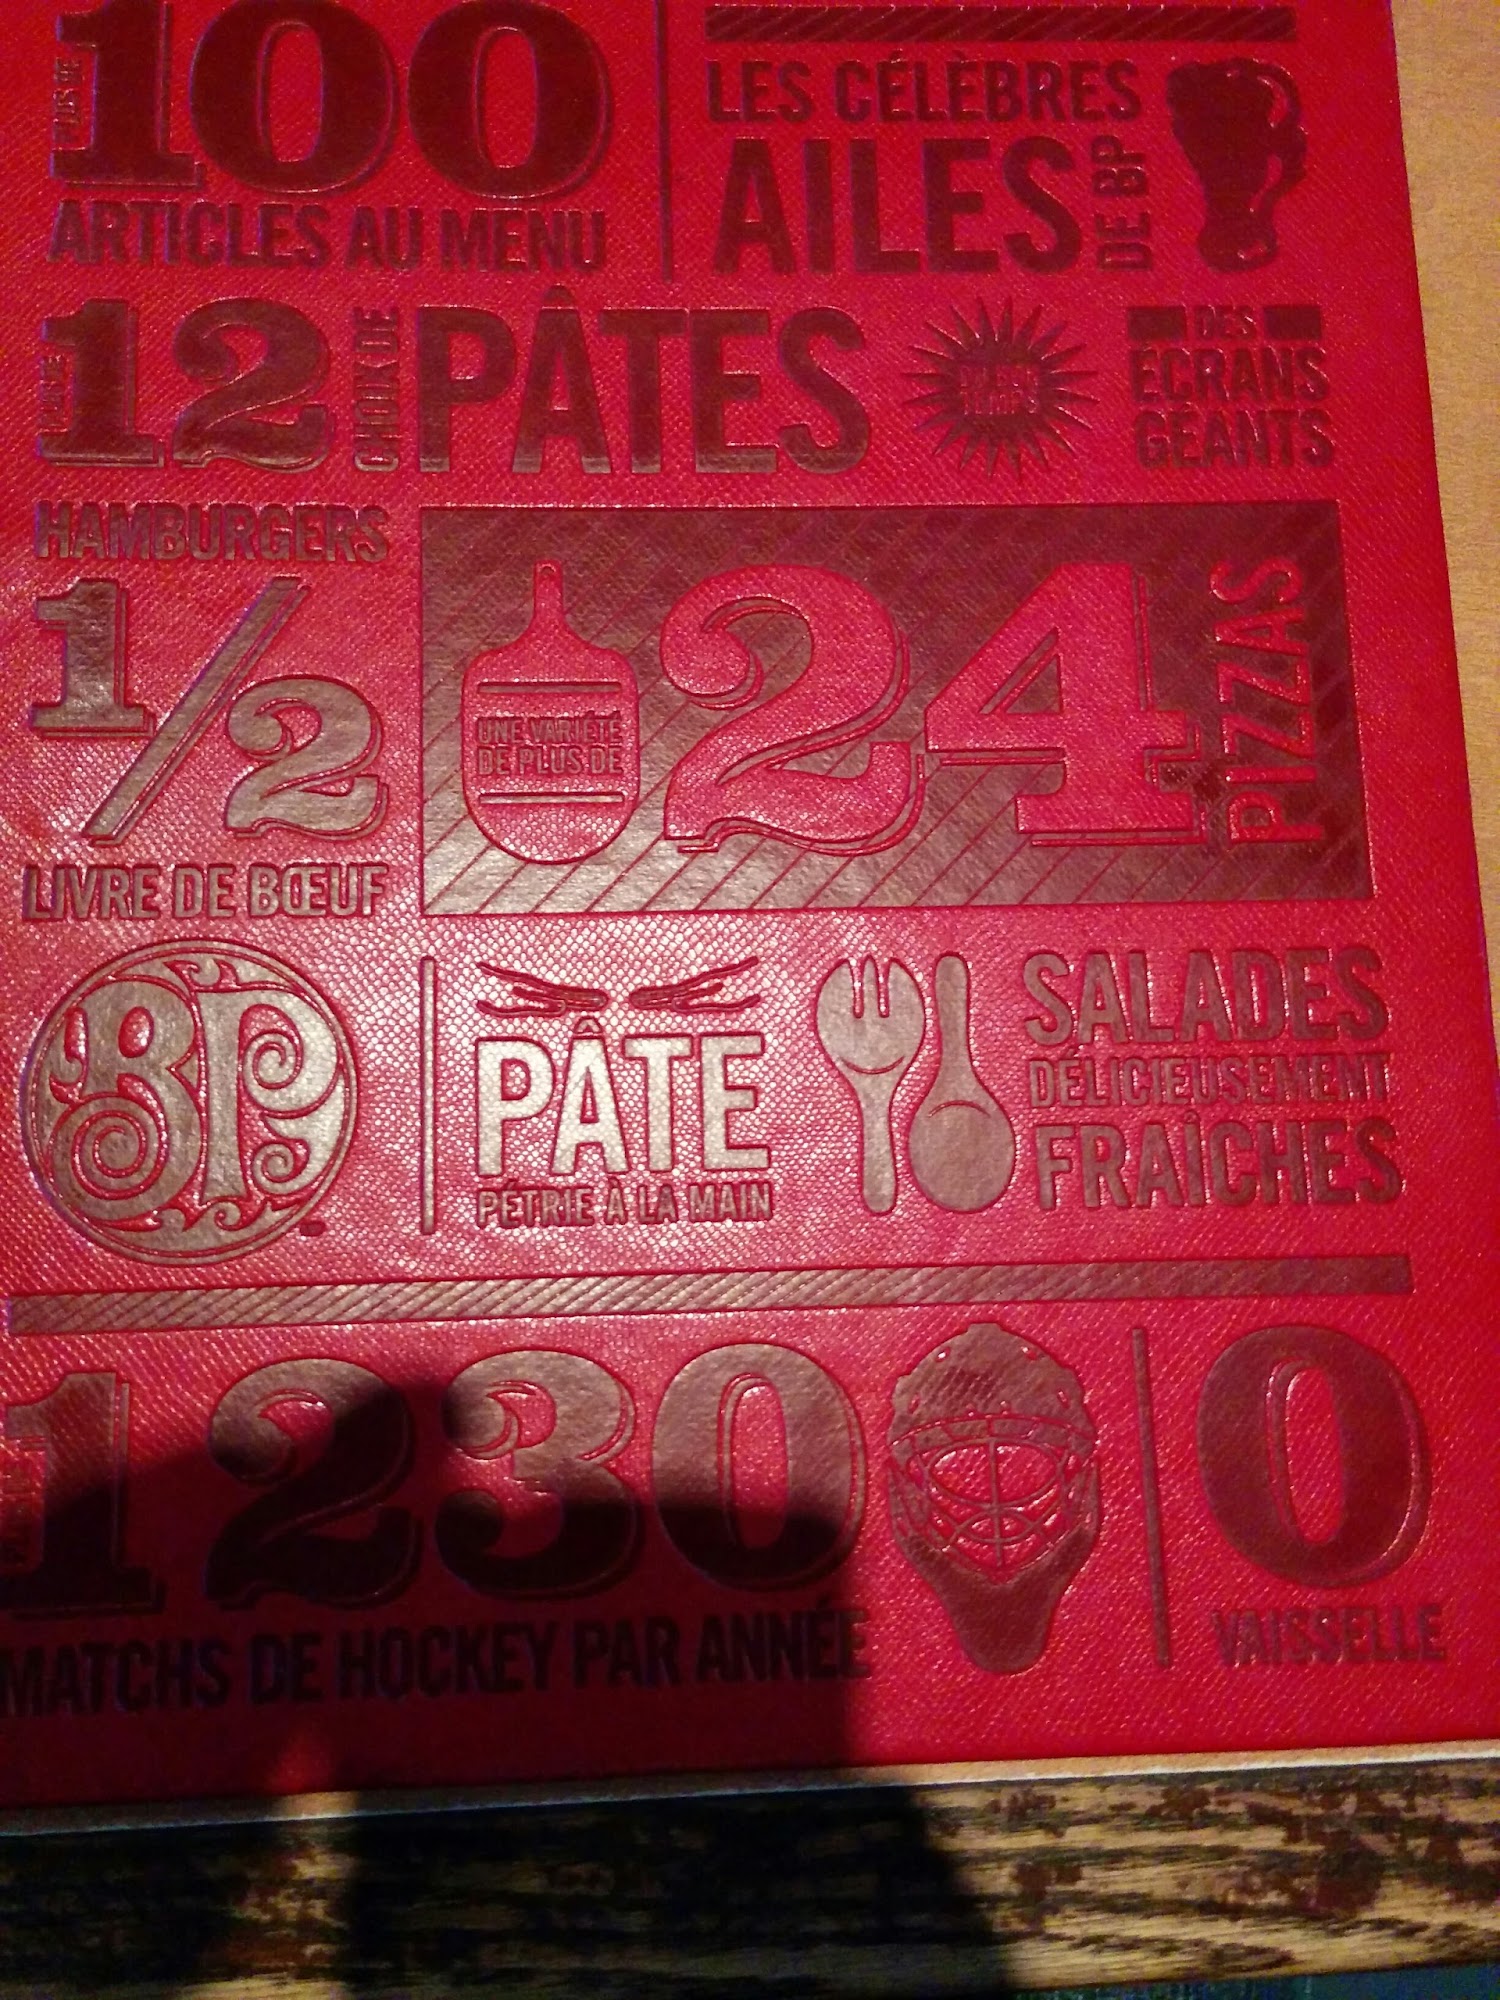 PLUS DE
100
ARTICLES AU MENU
LES CÉLÈBRES
AILES
DE BP
PLUS DE
12
CHOIX DE
PÂTES
DES
ÉCRANS
GÉANTS
HAMBURGERS
1/2
LIVRE DE BŒUF
UNE VARIÉTÉ
DE PLUS DE
24
PIZZAS
BP
PÂTE
PÉTRIE À LA MAIN
SALADES
DÉLICIEUSEMENT
FRAÎCHES
1230
MATCHS DE HOCKEY PAR ANNÉE
0
VAISSELLE